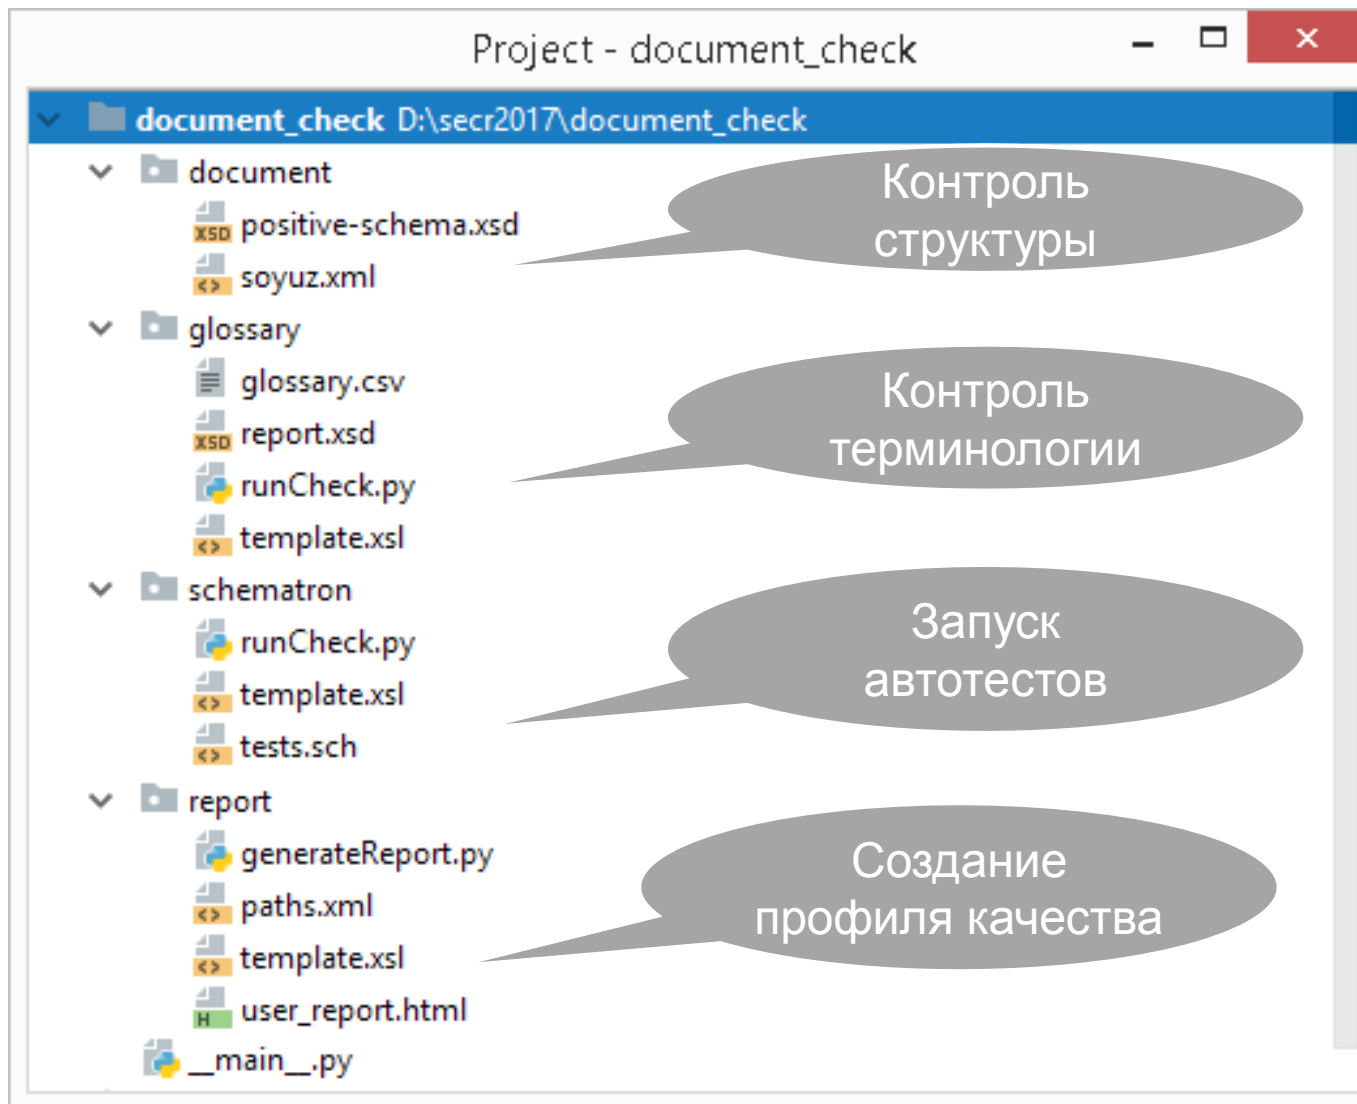 Project - document_check
document_check D:\secr2017\document_check
document
positive-schema.xsd
soyuz.xml
Контроль
структуры
glossary
glossary.csv
report.xsd
runCheck.py
template.xsl
Контроль
терминологии
schematron
runCheck.py
template.xsl
tests.sch
Запуск
автотестов
report
generateReport.py
paths.xml
template.xsl
user_report.html
Создание
профиля качества
__main__.py